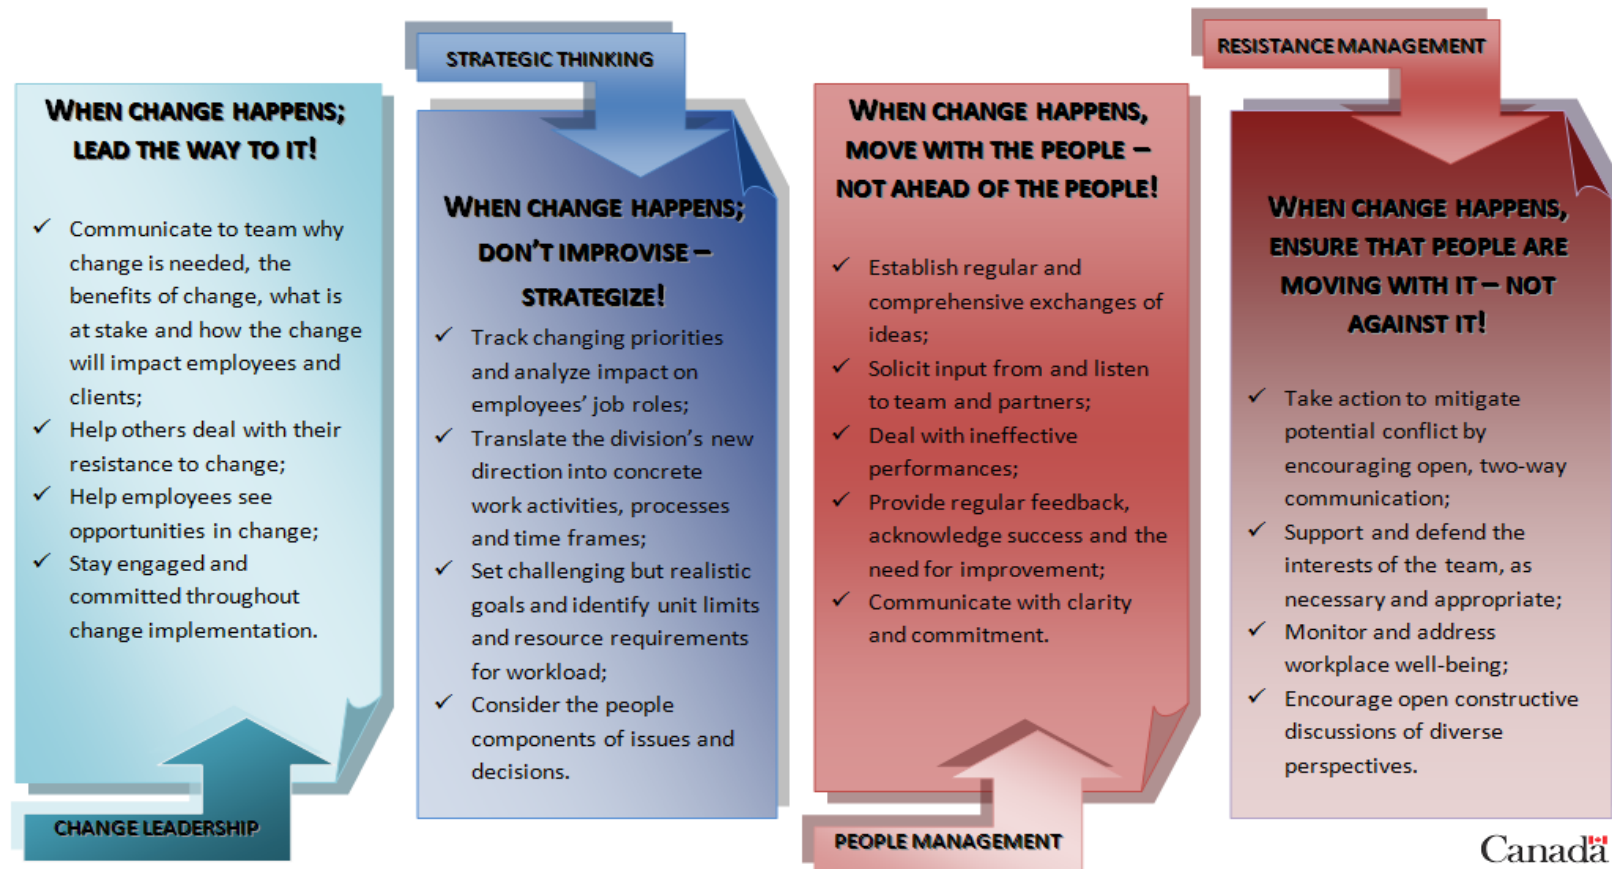 WHEN CHANGE HAPPENS;
LEAD THE WAY TO IT!
✓ Communicate to team why
change is needed, the
benefits of change, what is
at stake and how the change
will impact employees and
clients;
✓ Help others deal with their
resistance to change;
✓ Help employees see
opportunities in change;
✓ Stay engaged and
committed throughout
change implementation.
CHANGE LEADERSHIP
STRATEGIC THINKING
WHEN CHANGE HAPPENS;
DON'T IMPROVISE –
STRATEGIZE!
✓ Track changing priorities
and analyze impact on
employees' job roles;
✓ Translate the division's new
direction into concrete
work activities, processes
and time frames;
✓ Set challenging but realistic
goals and identify unit limits
and resource requirements
for workload;
✓ Consider the people
components of issues and
decisions.
WHEN CHANGE HAPPENS,
MOVE WITH THE PEOPLE –
NOT AHEAD OF THE PEOPLE!
✓ Establish regular and
comprehensive exchanges of
ideas;
✓ Solicit input from and listen
to team and partners;
✓ Deal with ineffective
performances;
✓ Provide regular feedback,
acknowledge success and the
need for improvement;
✓ Communicate with clarity
and commitment.
PEOPLE MANAGEMENT
RESISTANCE MANAGEMENT
WHEN CHANGE HAPPENS,
ENSURE THAT PEOPLE ARE
MOVING WITH IT – NOT
AGAINST IT!
✓ Take action to mitigate
potential conflict by
encouraging open, two-way
communication;
✓ Support and defend the
interests of the team, as
necessary and appropriate;
✓ Monitor and address
workplace well-being;
✓ Encourage open constructive
discussions of diverse
perspectives.
Canada